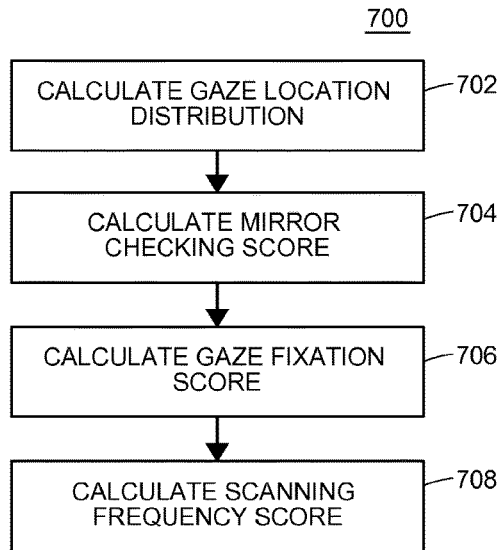 700
CALCULATE GAZE LOCATION
DISTRIBUTION
702
CALCULATE MIRROR
CHECKING SCORE
704
CALCULATE GAZE FIXATION
SCORE
706
CALCULATE SCANNING
FREQUENCY SCORE
708